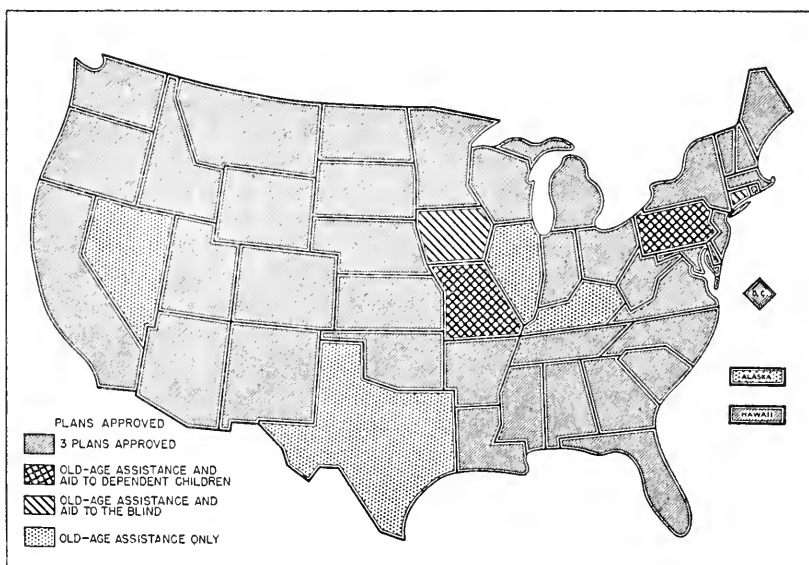 D.C.
ALASKA
HAWAII
PLANS APPROVED
3 PLANS APPROVED
OLD-AGE ASSISTANCE AND
AID TO DEPENDENT CHILDREN
OLD-AGE ASSISTANCE AND
AID TO THE BLIND
OLD-AGE ASSISTANCE ONLY